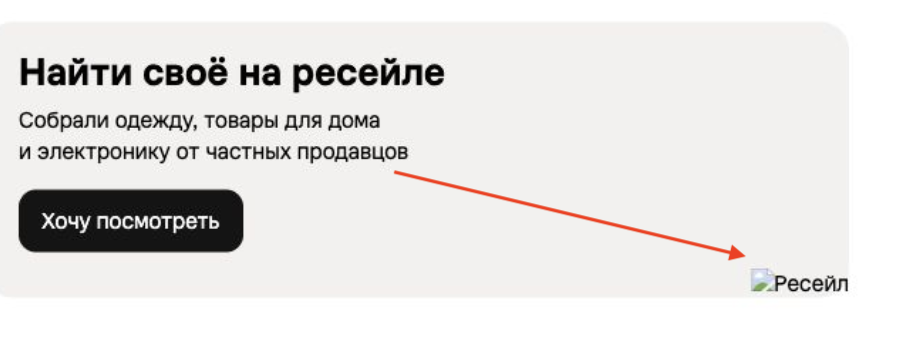 Найти своё на ресейле
Собрали одежду, товары для дома
и электронику от частных продавцов
Хочу посмотреть
Ресейл